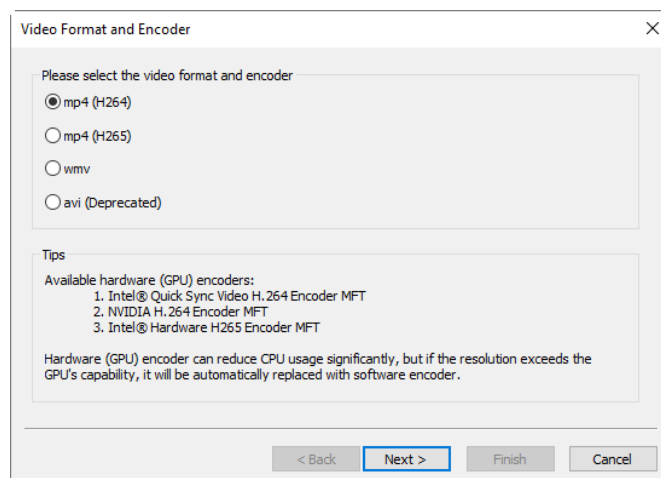 Video Format and Encoder
Please select the video format and encoder
mp4 (H264)
mp4 (H265)
wmv
avi (Deprecated)
Tips
Available hardware (GPU) encoders:
1. Intel® Quick Sync Video H.264 Encoder MFT
2. NVIDIA H.264 Encoder MFT
3. Intel® Hardware H265 Encoder MFT
Hardware (GPU) encoder can reduce CPU usage significantly, but if the resolution exceeds the
GPU's capability, it will be automatically replaced with software encoder.
< Back Next > Finish Cancel